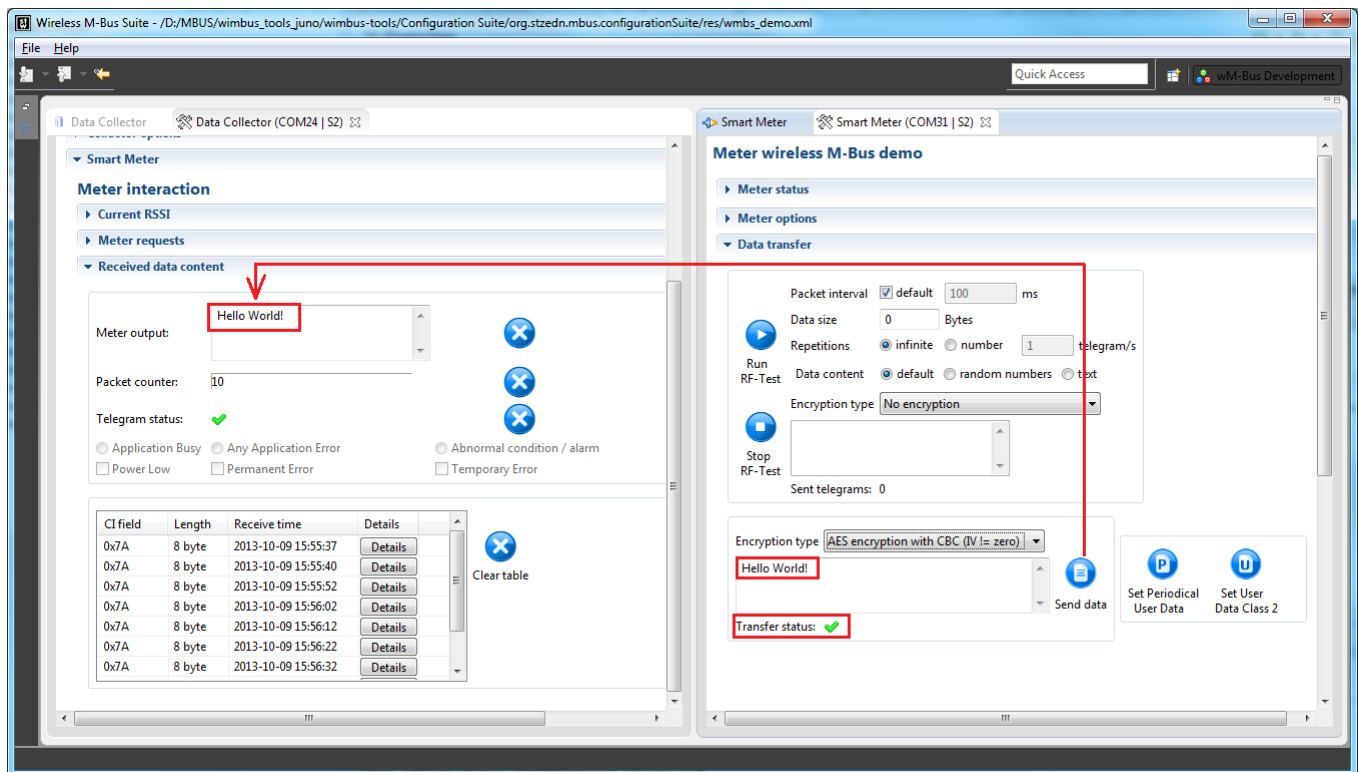 Wireless M-Bus Suite - /D:/MBUS/wimbus_tools_juno/wimbus-tools/Configuration Suite/org.stzedn.mbus.configurationSuite/res/wmbs_demo.xml
File Help
Quick Access
wM-Bus Development
Data Collector
Data Collector (COM24 | S2)
Smart Meter
Meter interaction
Current RSSI
Meter requests
Received data content
Meter output:
Hello World!
Packet counter:
10
Telegram status:
Application Busy
Any Application Error
Abnormal condition / alarm
Power Low
Permanent Error
Temporary Error
CI field Length Receive time Details
0x7A 8 byte 2013-10-09 15:55:37 Details
0x7A 8 byte 2013-10-09 15:55:40 Details
0x7A 8 byte 2013-10-09 15:55:52 Details
0x7A 8 byte 2013-10-09 15:56:02 Details
0x7A 8 byte 2013-10-09 15:56:12 Details
0x7A 8 byte 2013-10-09 15:56:22 Details
0x7A 8 byte 2013-10-09 15:56:32 Details
Clear table
Smart Meter
Smart Meter (COM31 | S2)
Meter wireless M-Bus demo
Meter status
Meter options
Data transfer
Packet interval default 100 ms
Data size 0 Bytes
Repetitions infinite number 1 telegram/s
Run
RF-Test
Data content default random numbers text
Encryption type No encryption
Stop
RF-Test
Sent telegrams: 0
Encryption type AES encryption with CBC (IV != zero)
Hello World!
Send data
Transfer status:
P
Set Periodical
User Data
U
Set User
Data Class 2